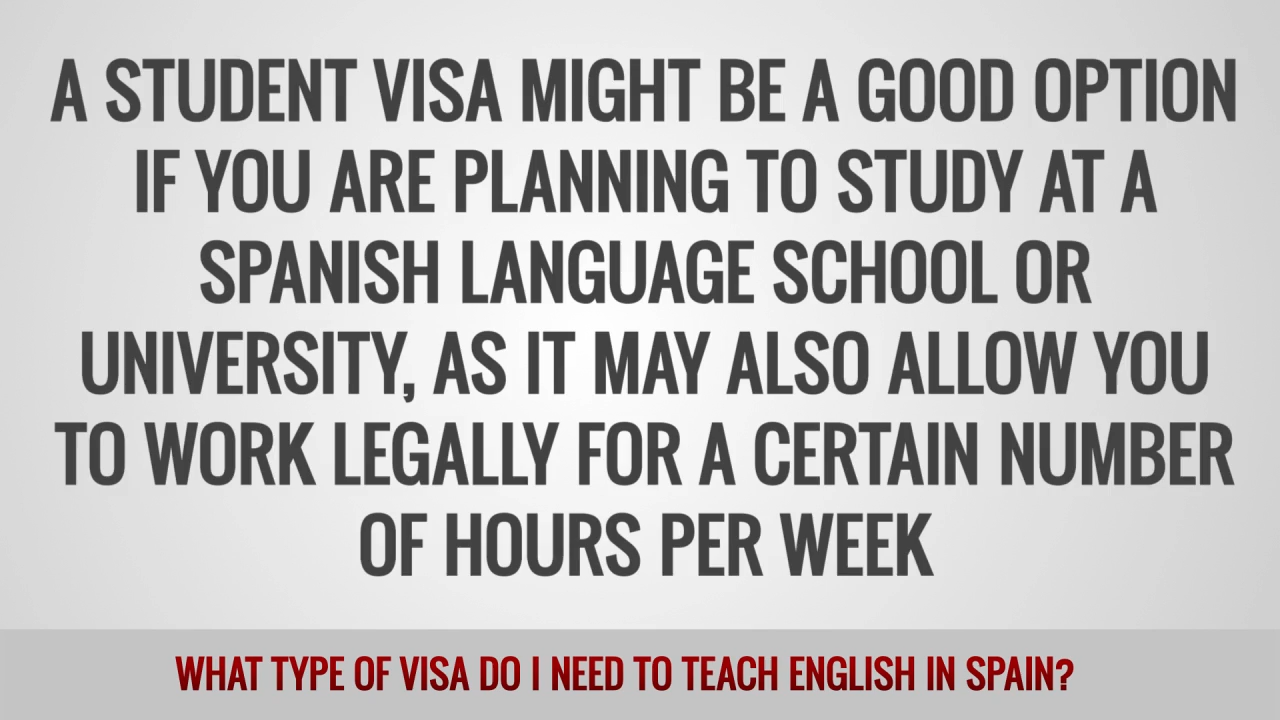 A STUDENT VISA MIGHT BE A GOOD OPTION
IF YOU ARE PLANNING TO STUDY AT A
SPANISH LANGUAGE SCHOOL OR
UNIVERSITY, AS IT MAY ALSO ALLOW YOU
TO WORK LEGALLY FOR A CERTAIN NUMBER
OF HOURS PER WEEK
WHAT TYPE OF VISA DO I NEED TO TEACH ENGLISH IN SPAIN?